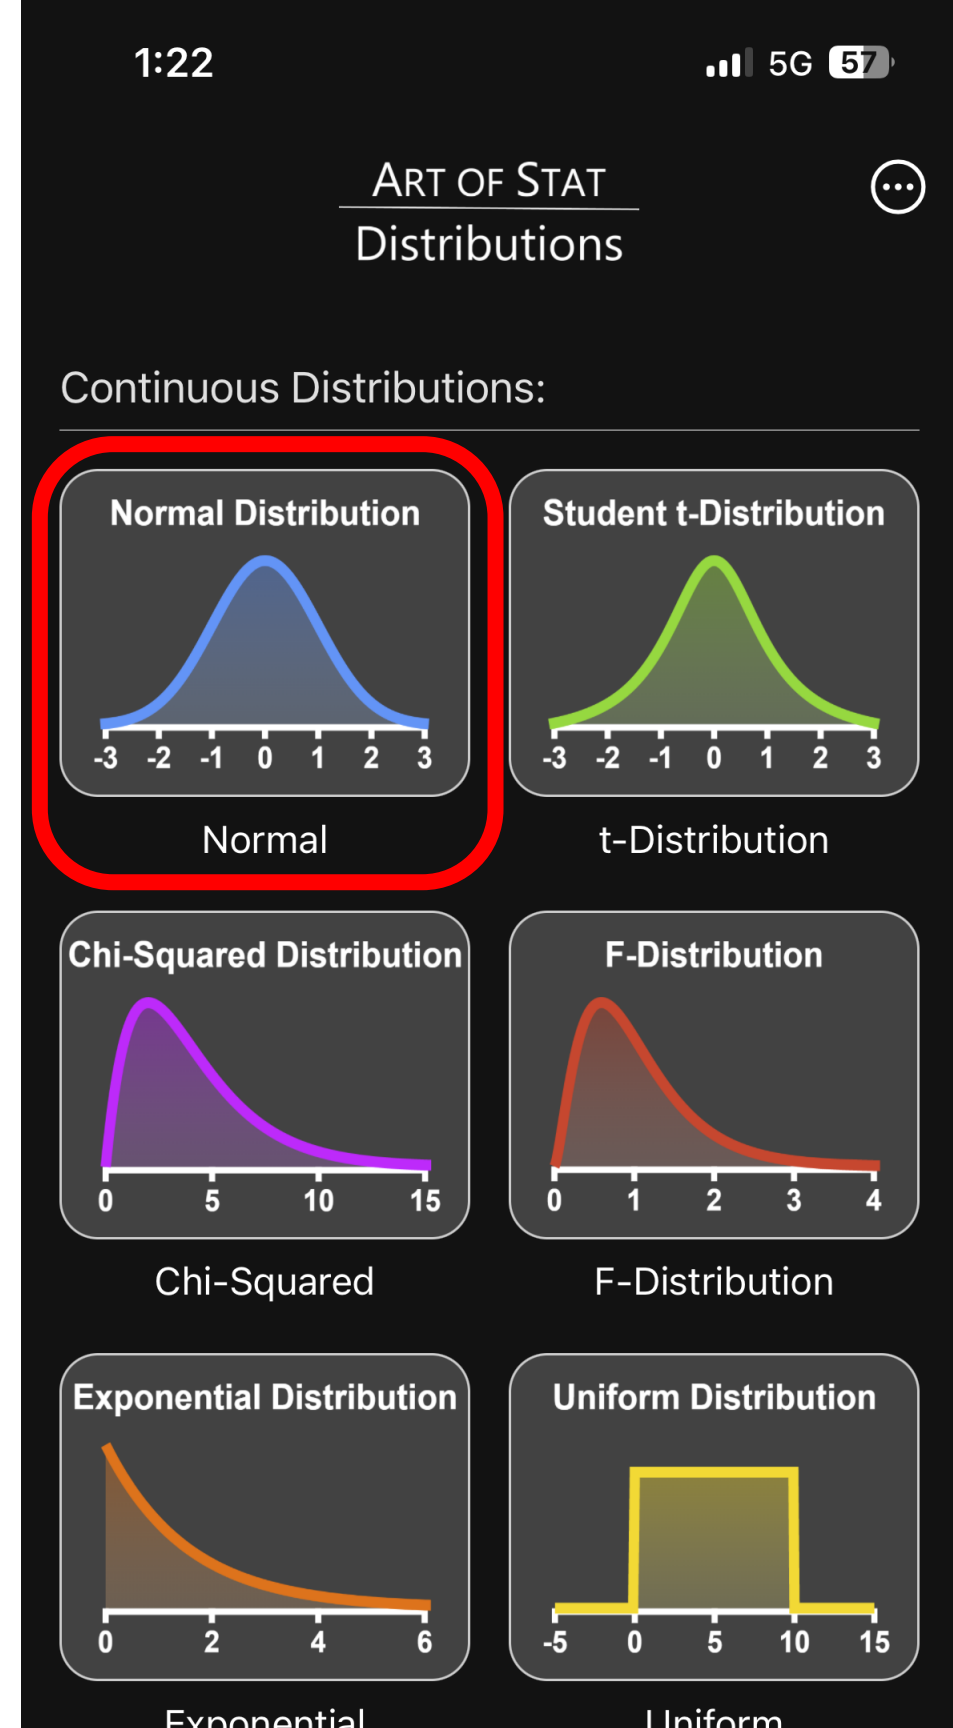 1:22 5G 57
ART OF STAT
Distributions
Continuous Distributions:
Normal Distribution
-3 -2 -1 0 1 2 3
Normal
Student t-Distribution
-3 -2 -1 0 1 2 3
t-Distribution
Chi-Squared Distribution
0 5 10 15
Chi-Squared
F-Distribution
0 1 2 3 4
F-Distribution
Exponential Distribution
0 2 4 6
Exponential
Uniform Distribution
-5 0 5 10 15
Uniform